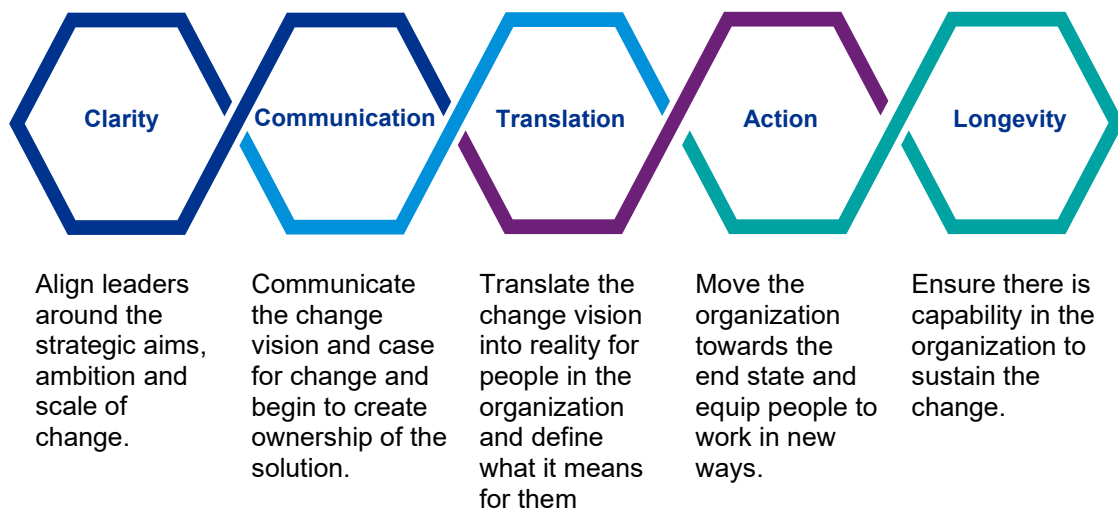 Clarity
Communication
Translation
Action
Longevity
Align leaders
around the
strategic aims,
ambition and
scale of
change.
Communicate
the change
vision and case
for change and
begin to create
ownership of the
solution.
Translate the
change vision
into reality for
people in the
organization
and define
what it means
for them
Move the
organization
towards the
end state and
equip people to
work in new
ways.
Ensure there is
capability in the
organization to
sustain the
change.